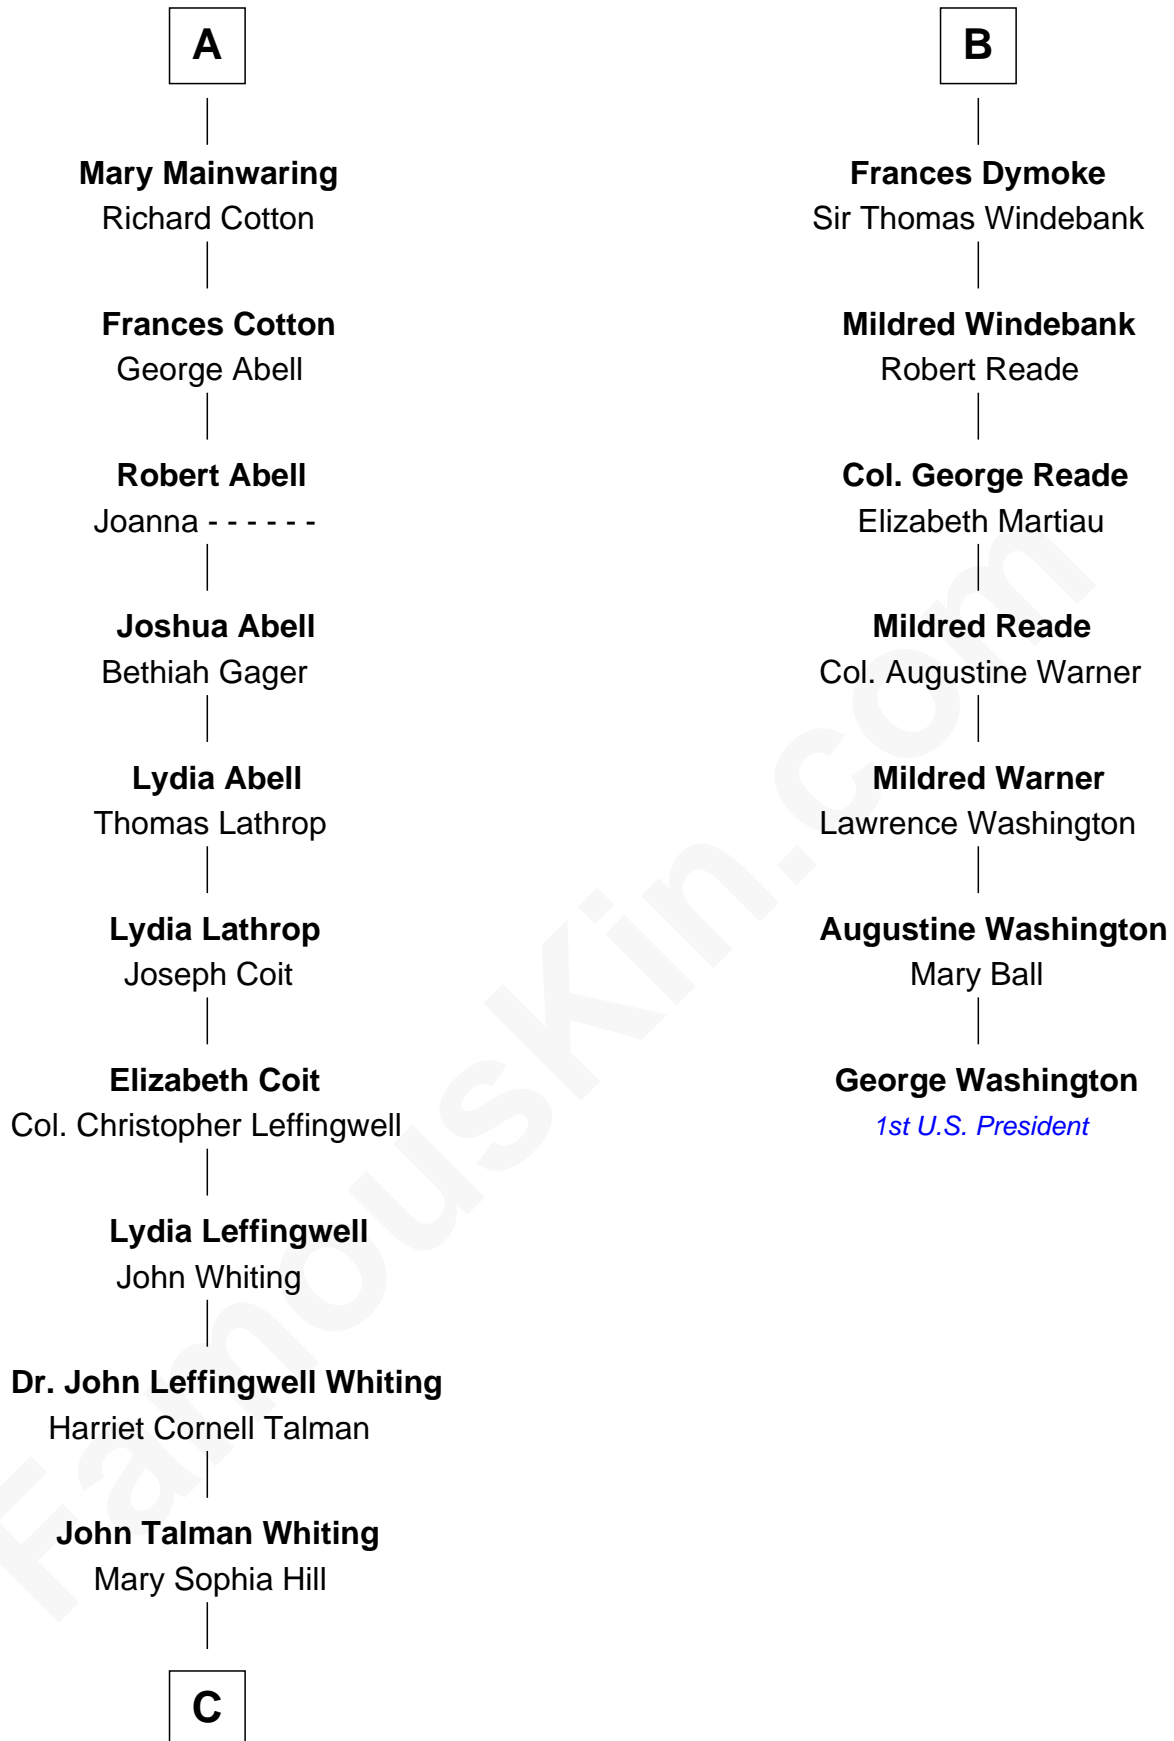 A
Mary Mainwaring
Richard Cotton
Frances Cotton
George Abell
Robert Abell
Joanna - - - - - -
Joshua Abell
Bethiah Gager
Lydia Abell
Thomas Lathrop
Lydia Lathrop
Joseph Coit
Elizabeth Coit
Col. Christopher Leffingwell
Lydia Leffingwell
John Whiting
Dr. John Leffingwell Whiting
Harriet Cornell Talman
John Talman Whiting
Mary Sophia Hill
C
B
Frances Dymoke
Sir Thomas Windebank
Mildred Windebank
Robert Reade
Col. George Reade
Elizabeth Martiau
Mildred Reade
Col. Augustine Warner
Mildred Warner
Lawrence Washington
Augustine Washington
Mary Ball
George Washington
1st U.S. President
FamousKin.com